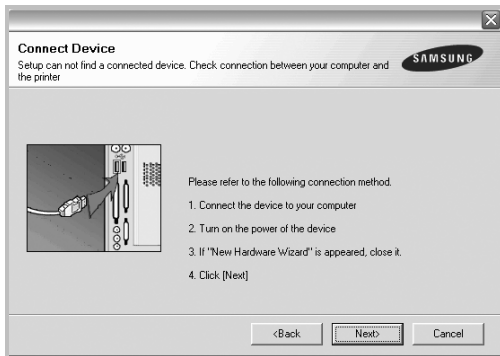 Connect Device
Setup can not find a connected device. Check connection between your computer and
the printer
SAMSUNG
Please refer to the following connection method.
1. Connect the device to your computer
2. Turn on the power of the device
3. If "New Hardware Wizard" is appeared, close it.
4. Click [Next]
<Back
Next>
Cancel